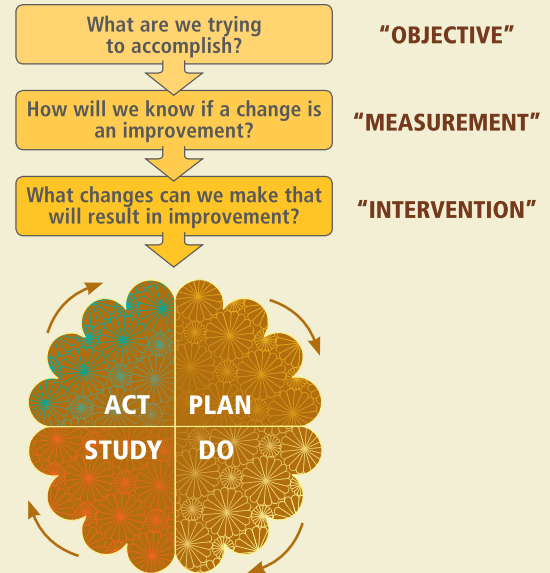 What are we trying
to accomplish?
“OBJECTIVE”
How will we know if a change is
an improvement?
“MEASUREMENT”
What changes can we make that
will result in improvement?
“INTERVENTION”
ACT
PLAN
STUDY
DO